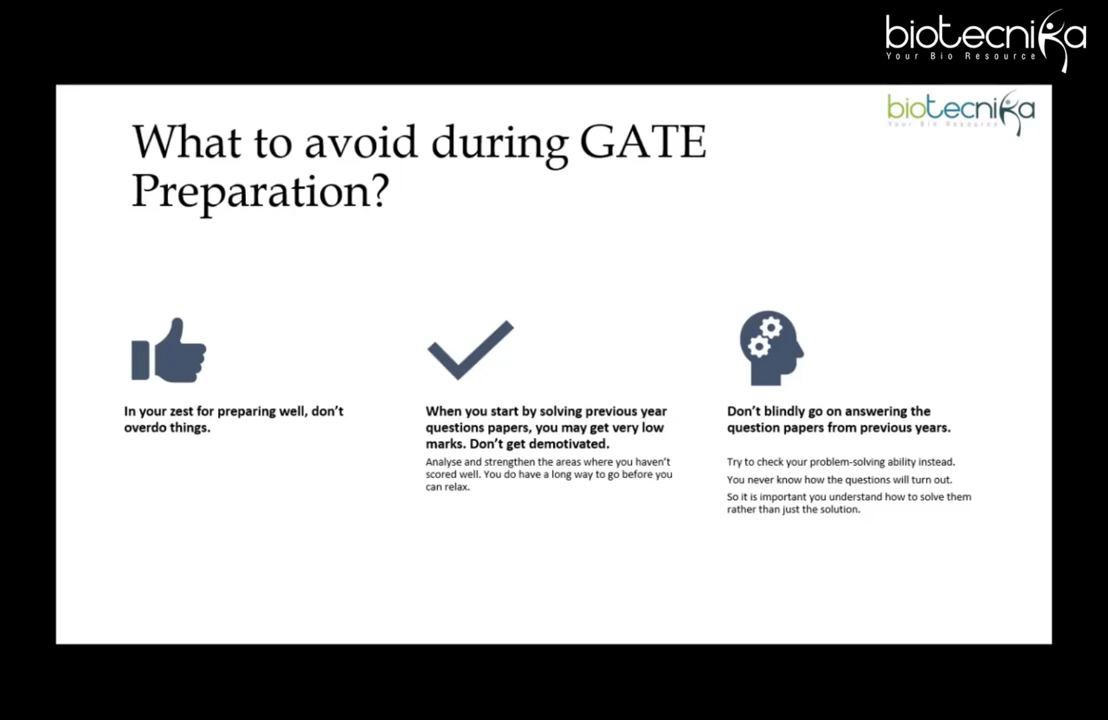 biotecnika
Your Bio Resource
biotecnika
Your Bio Resource
What to avoid during GATE
Preparation?
In your zest for preparing well, don't
overdo things.
When you start by solving previous year
questions papers, you may get very low
marks. Don't get demotivated.
Analyse and strengthen the areas where you haven't
scored well. You do have a long way to go before you
can relax.
Don't blindly go on answering the
question papers from previous years.
Try to check your problem-solving ability instead.
You never know how the questions will turn out.
So it is important you understand how to solve them
rather than just the solution.